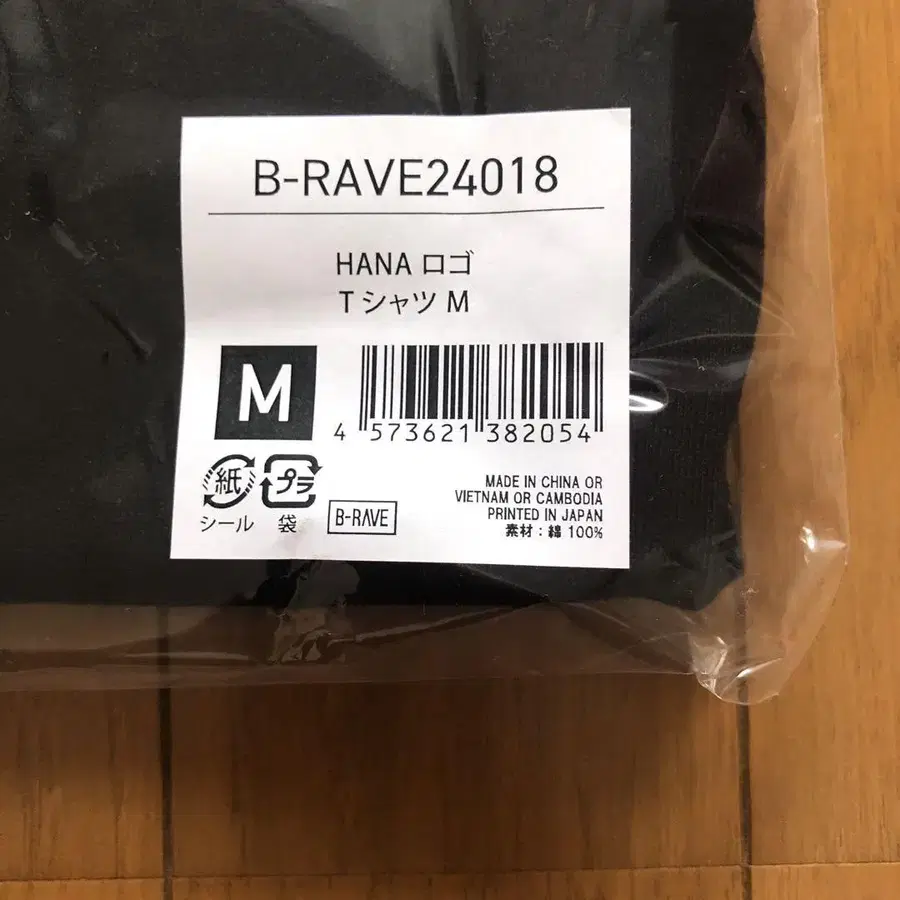 B-RAVE24018
HANA ロゴ
Tシャツ M
M
4 573621 382054
紙 プラ
シール 袋
B-RAVE
MADE IN CHINA OR
VIETNAM OR CAMBODIA
PRINTED IN JAPAN
素材：綿 100%